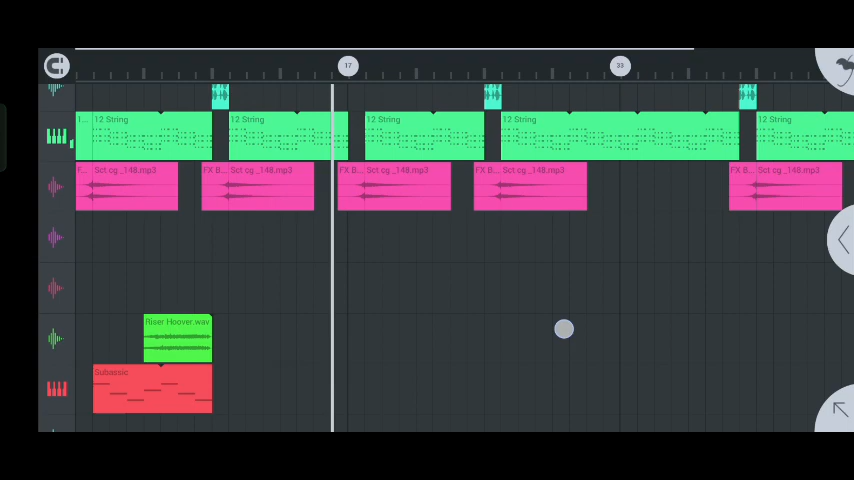 17 33
1... 12 String 12 String 12 String 12 String 12 String
F... Sct cg _148.mp3 FX B... Sct cg _148.mp3 FX B... Sct cg _148.mp3 FX B... Sct cg _148.mp3 FX B... Sct cg _148.mp3
Riser Hoover.wav
Subassic